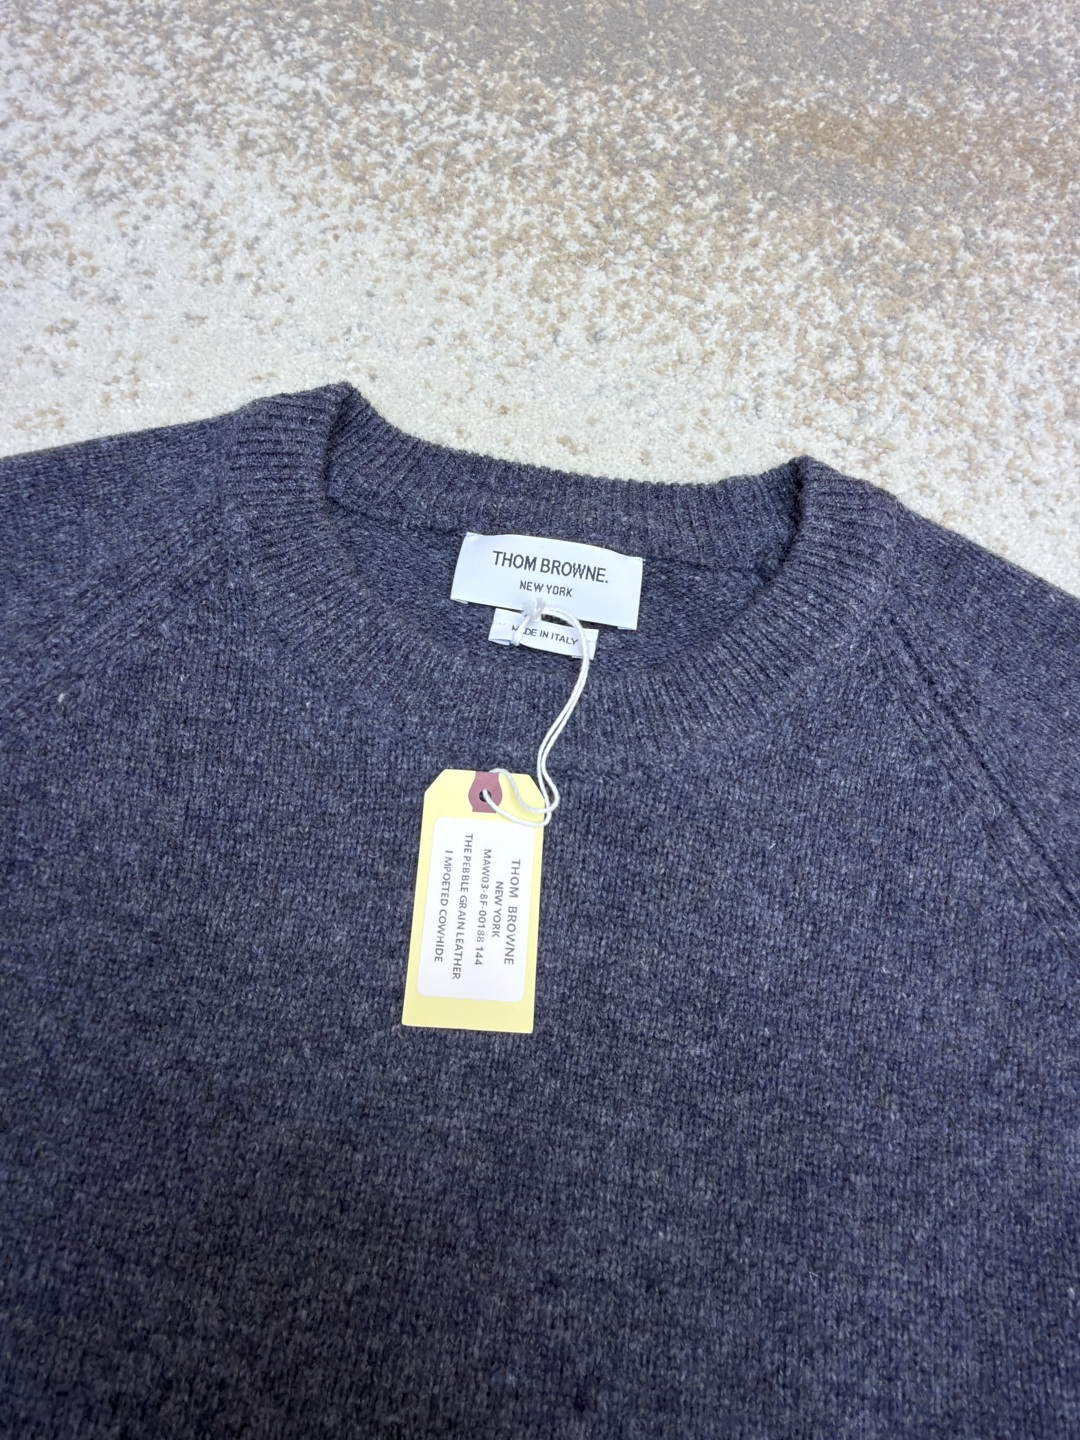 THOM BROWNE.
NEW YORK
MADE IN ITALY
THOM BROWNE
NEW YORK
MAW03-8F-00188 144
THE PEBBLE GRAIN LEATHER
I MPOETED COWHIDE